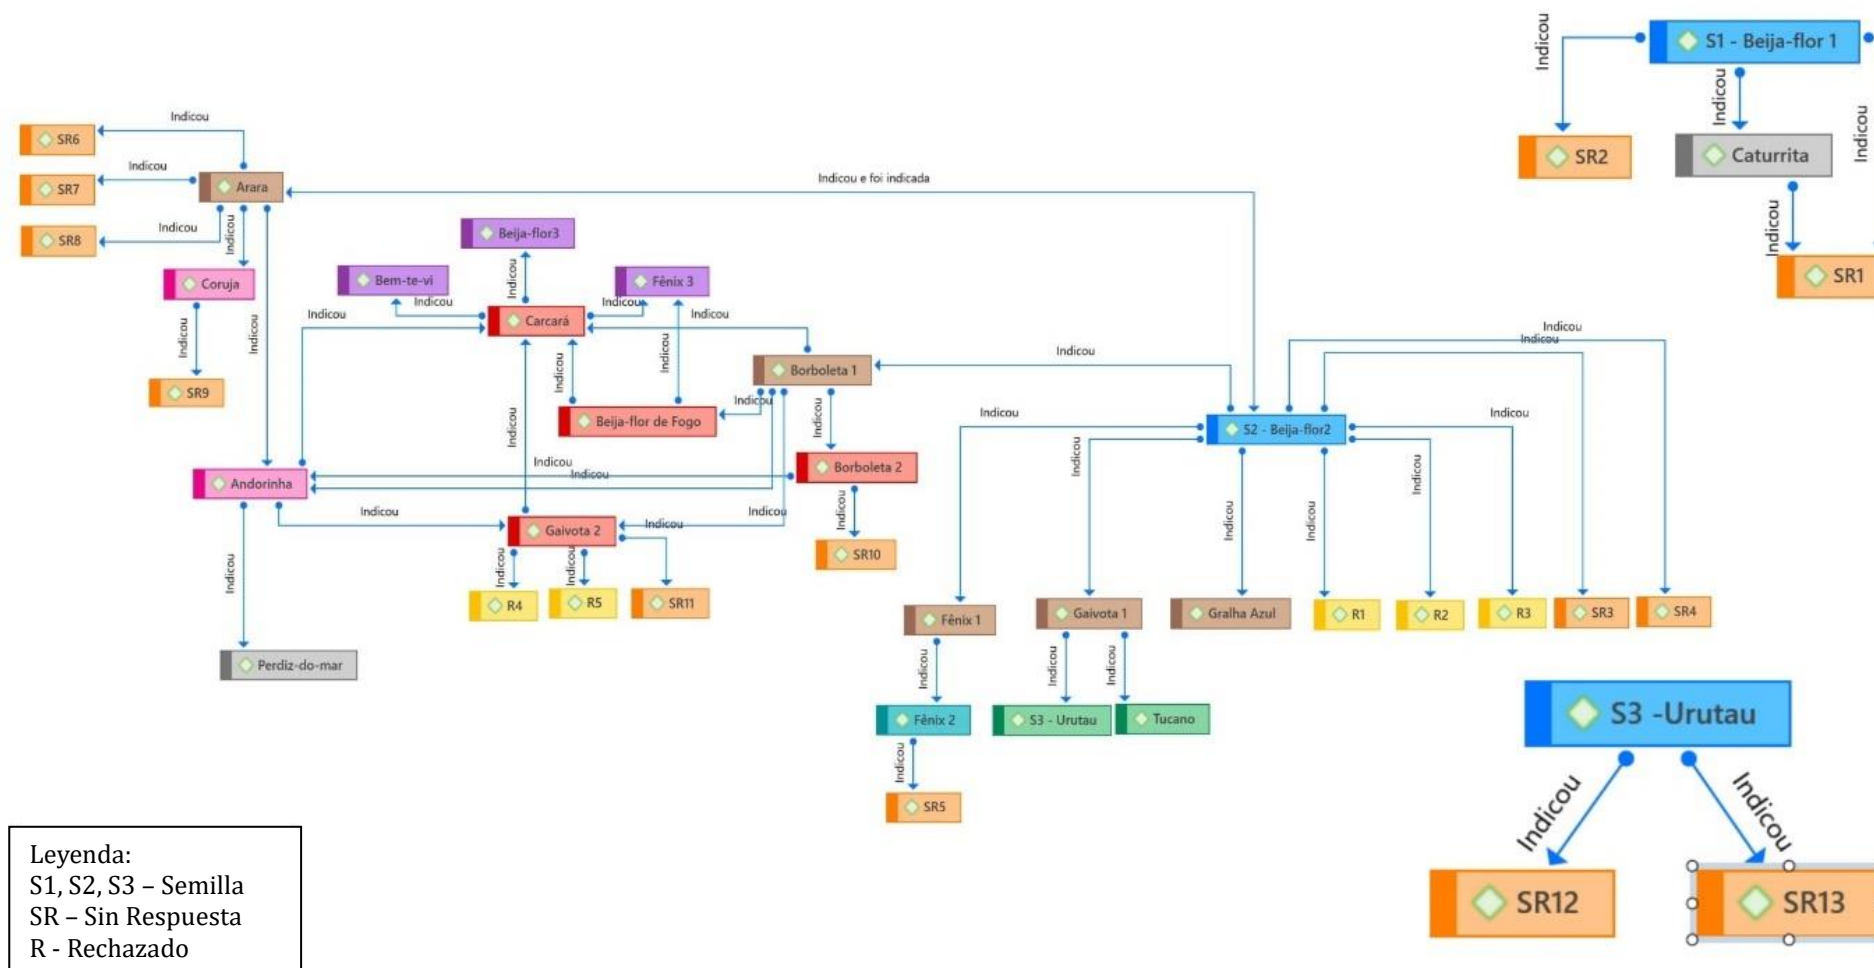 Indicou
S1 - Beija-flor 1
Indicou
Indicou
SR2
Caturrita
Indicou
SR1
Indicou
SR6
Indicou
SR7
Arara
Indicou e foi indicada
Indicou
SR8
Indicou
Indicou
Coruja
Indicou
SR9
Beija-flor3
Indicou
Bem-te-vi
Fênix 3
Indicou
Indicou
Indicou
Carcará
Indicou
Indicou
Indicou
Borboleta 1
Indicou
Indicou
Indicou
Beija-flor de Fogo
Indicou
Indicou
Borboleta 2
Indicou
Indicou
Andorinha
Indicou
Indicou
Indicou
Indicou
Gaivota 2
Indicou
SR10
Indicou
Indicou
R4
R5
SR11
Indicou
Perdiz-do-mar
Indicou
Indicou
Indicou
Indicou
S2 - Beija-flor2
Indicou
Indicou
Indicou
Indicou
Indicou
Fênix 1
Gaivota 1
Gralha Azul
R1
R2
R3
SR3
SR4
Indicou
Indicou
Indicou
Fênix 2
S3 - Urutau
Tucano
Indicou
SR5
S3 -Urutau
Indicou
Indicou
SR12
SR13
Leyenda:
S1, S2, S3 – Semilla
SR – Sin Respuesta
R - Rechazado